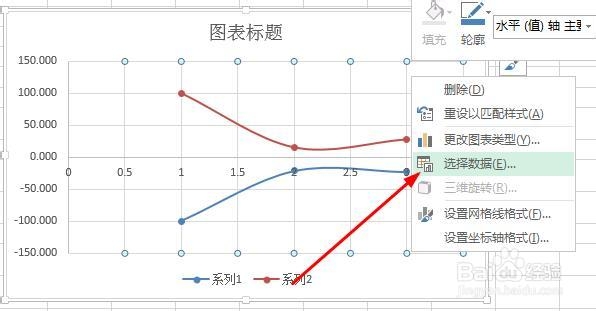 图表标题
填充 轮廓
水平 (值) 轴 主要
150.000
100.000
50.000
0.000
-50.000
-100.000
-150.000
0 0.5 1 1.5 2 2.5
系列1 系列2
删除(D)
重设以匹配样式(A)
更改图表类型(Y)...
选择数据(E)...
三维旋转(R)...
设置网格线格式(F)...
设置坐标轴格式(I)...
Baidu 经验
jingyan.baidu.com